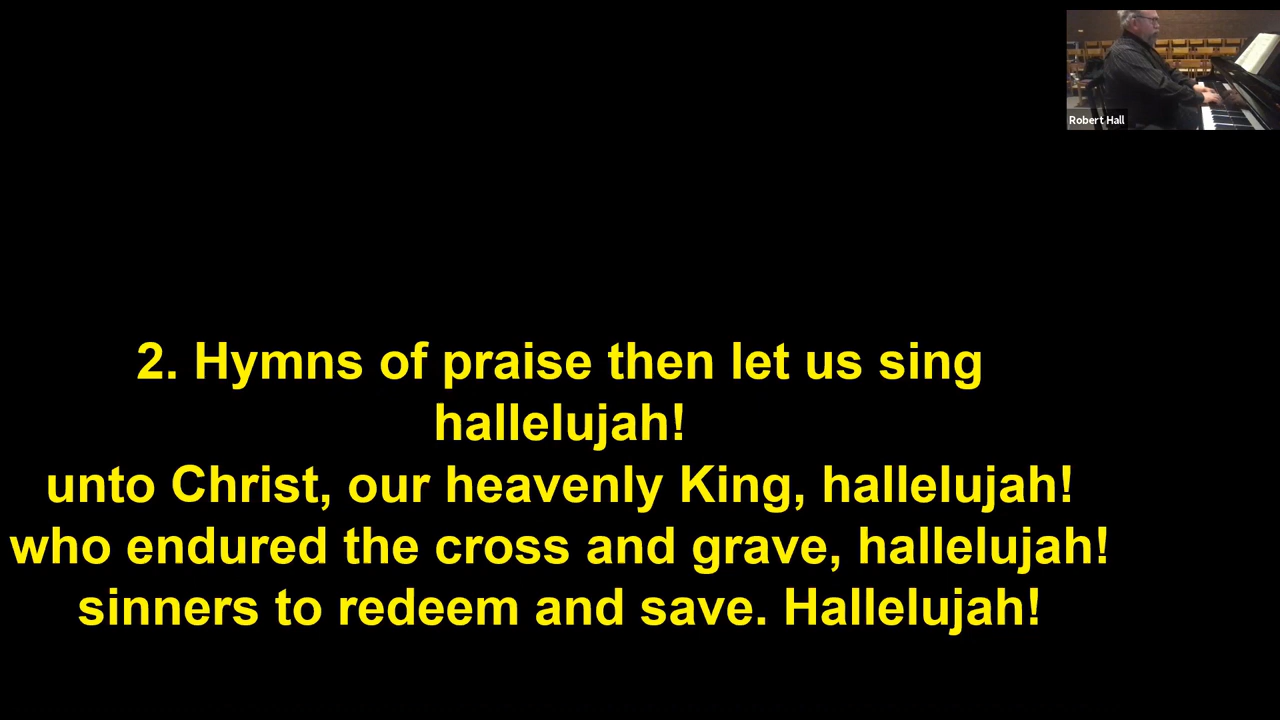 Robert Hall
2. Hymns of praise then let us sing
hallelujah!
unto Christ, our heavenly King, hallelujah!
who endured the cross and grave, hallelujah!
sinners to redeem and save. Hallelujah!